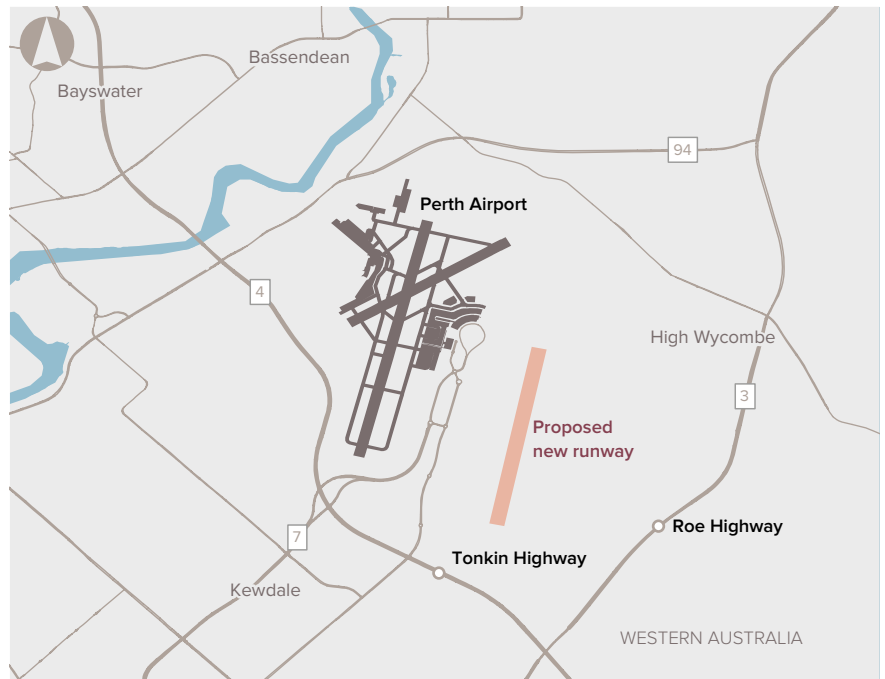 Bassendean
Bayswater
94
Perth Airport
4
High Wycombe
3
Proposed
new runway
Roe Highway
7
Tonkin Highway
Kewdale
WESTERN AUSTRALIA